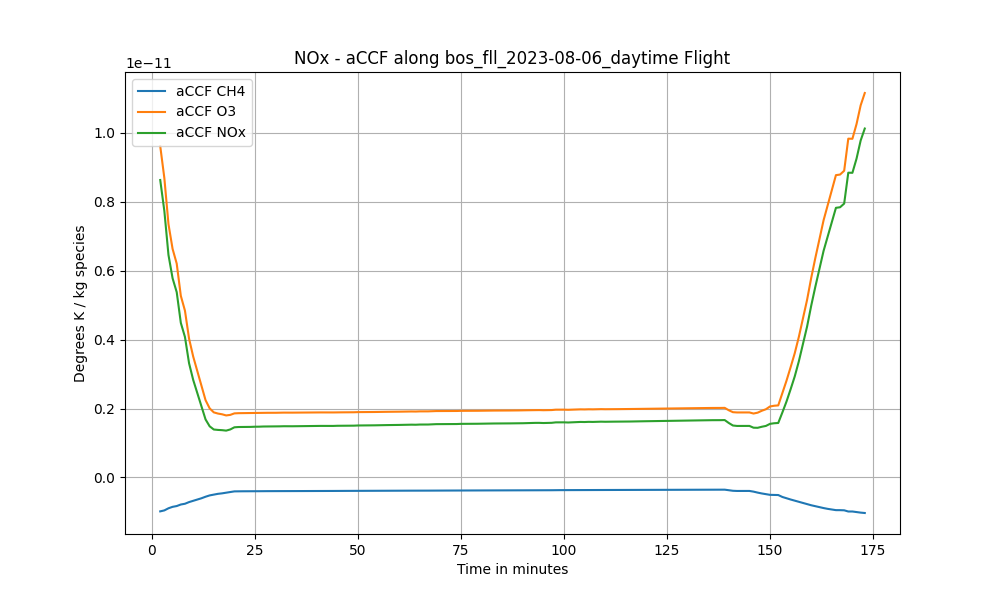 NOx - aCCF along bos_fll_2023-08-06_daytime Flight
1e−11
aCCF CH4
aCCF O3
aCCF NOx
1.0
0.8
0.6
0.4
0.2
0.0
Degrees K / kg species
0 25 50 75 100 125 150 175
Time in minutes